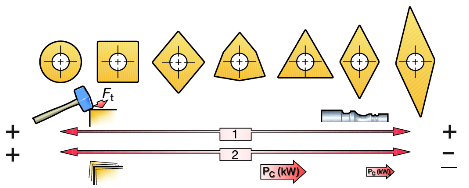 Ft
+ 1 +
+ 2 –
Pc (kW) Pc (kW)